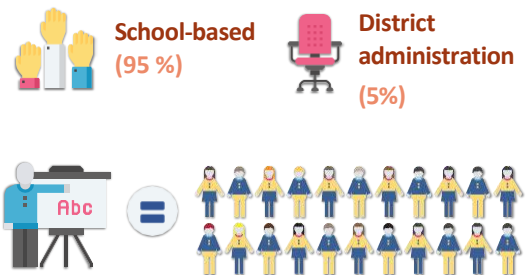 School-based
(95 %)
District
administration
(5%)
Abc
=